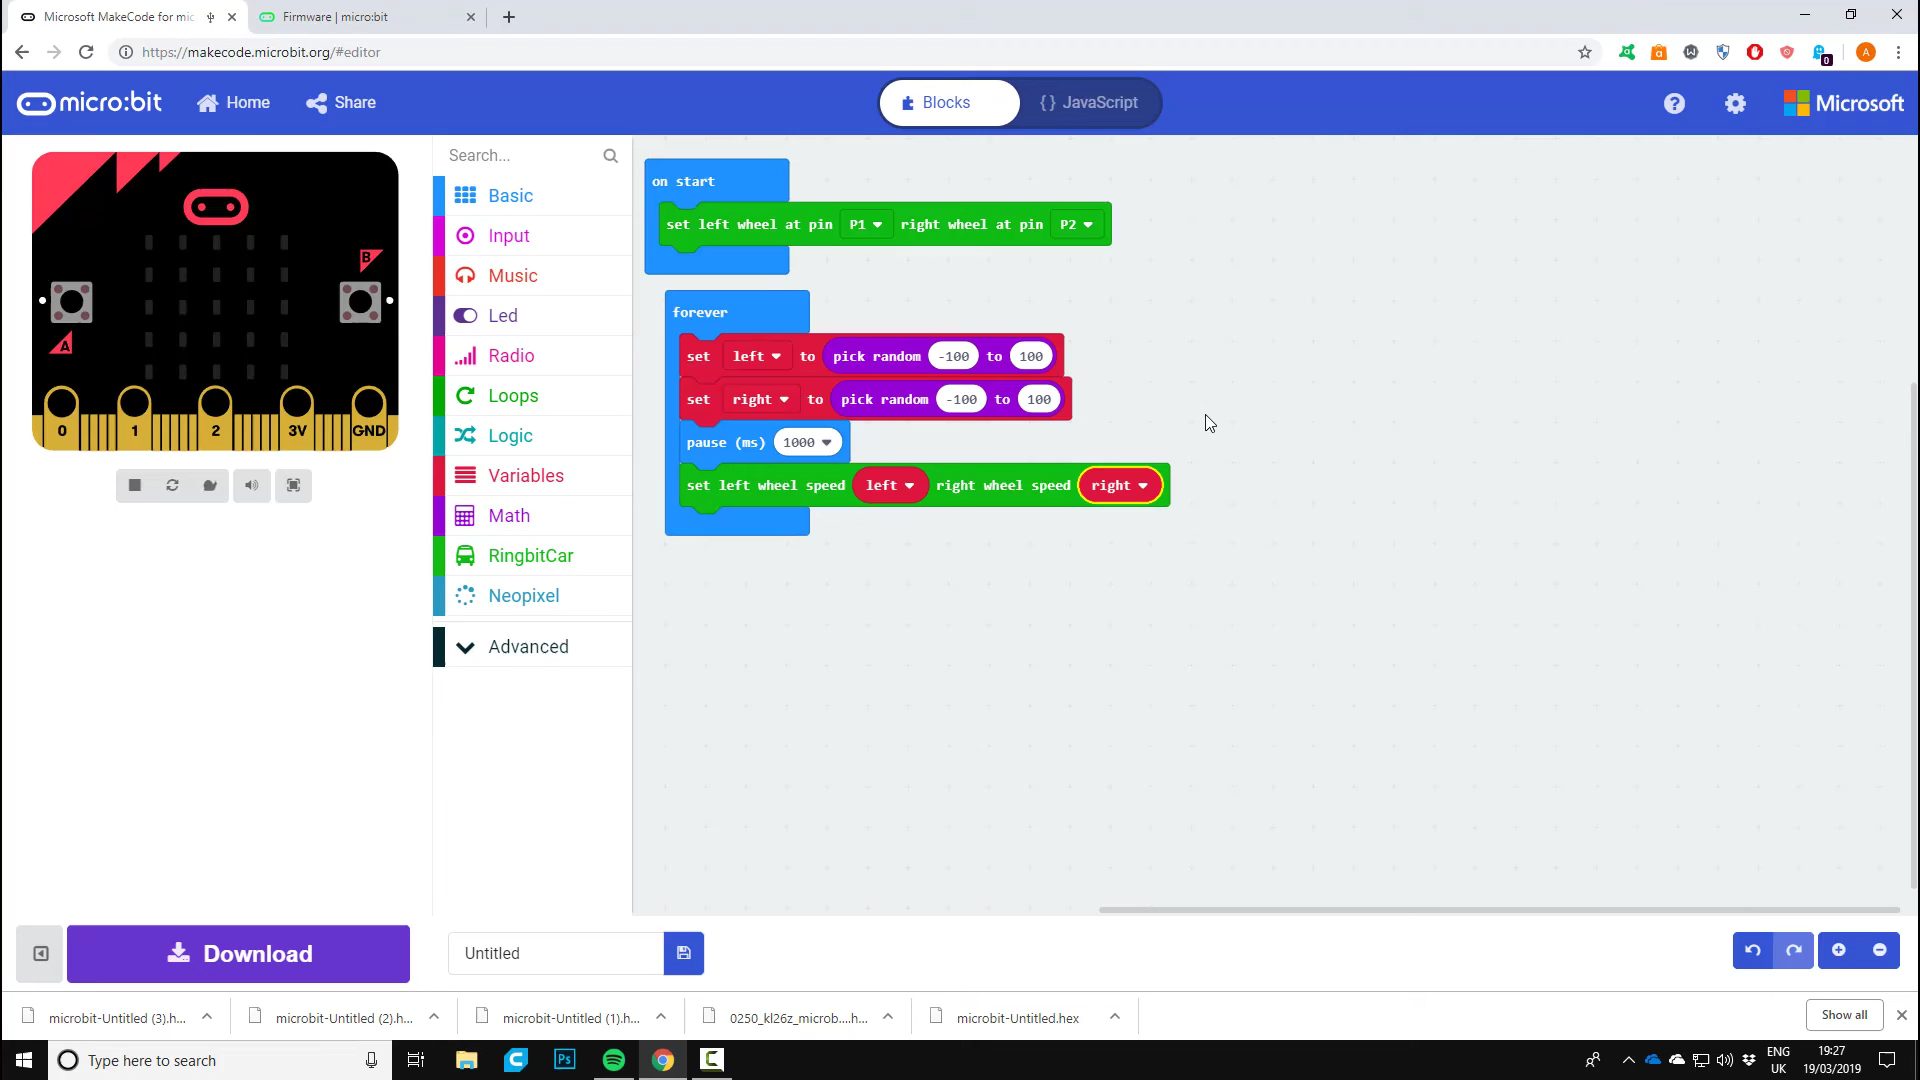 Microsoft MakeCode for mic
Firmware | micro:bit
https://makecode.microbit.org/#editor
0
A
micro:bit
Home
Share
Blocks
{ } JavaScript
?
Microsoft
Search...
Basic
Input
Music
Led
Radio
Loops
Logic
Variables
Math
RingbitCar
Neopixel
Advanced
B
A
0 1 2 3V GND
on start
set left wheel at pin P1 right wheel at pin P2
forever
set left to pick random -100 to 100
set right to pick random -100 to 100
pause (ms) 1000
set left wheel speed left right wheel speed right
Download
Untitled
microbit-Untitled (3).h...
microbit-Untitled (2).h...
microbit-Untitled (1).h...
0250_kl26z_microb....h...
microbit-Untitled.hex
Show all
Type here to search
Ps
ENG
UK
19:27
19/03/2019